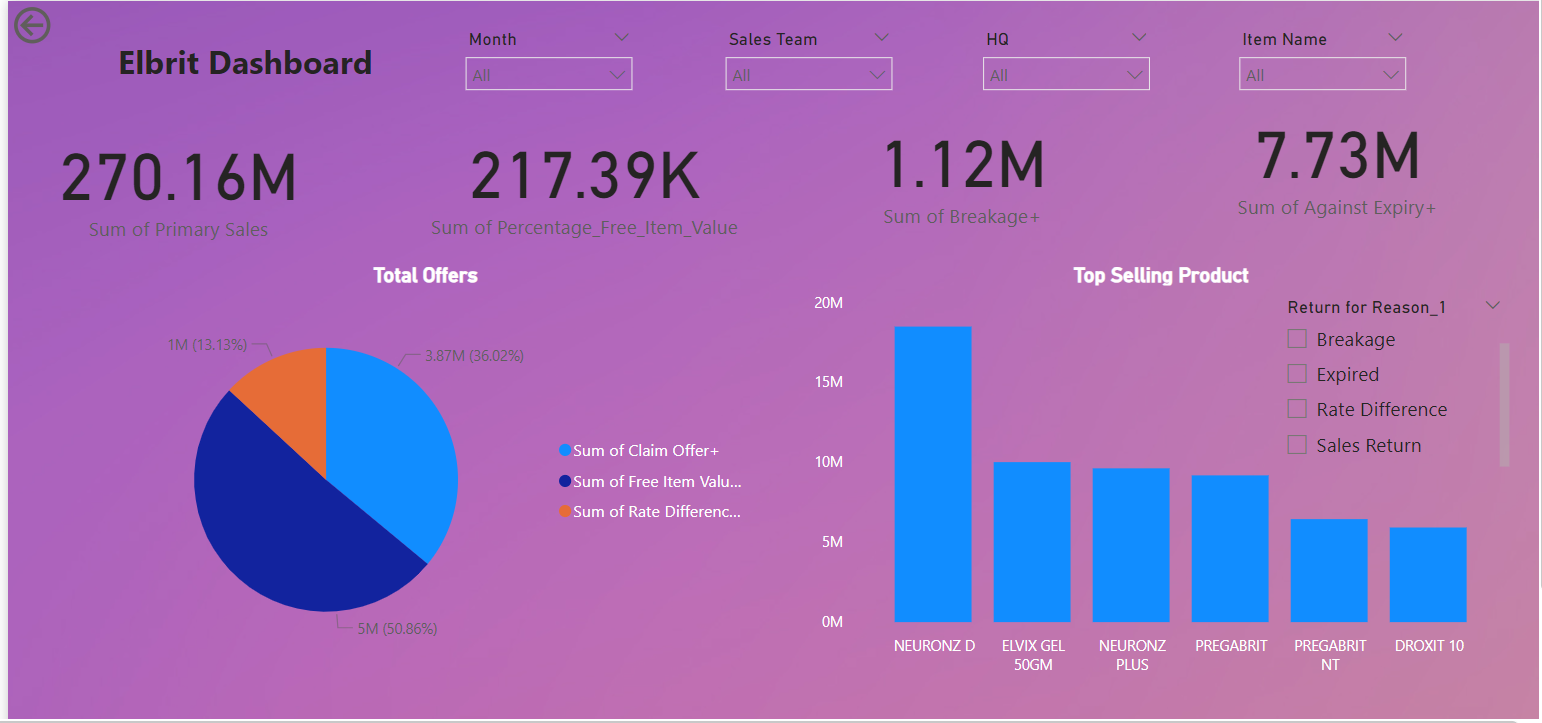 Elbrit Dashboard
Month
All
Sales Team
All
HQ
All
Item Name
All
270.16M
Sum of Primary Sales
217.39K
Sum of Percentage_Free_Item_Value
1.12M
Sum of Breakage+
7.73M
Sum of Against Expiry+
Total Offers
1M (13.13%)
3.87M (36.02%)
5M (50.86%)
Sum of Claim Offer+
Sum of Free Item Valu...
Sum of Rate Differenc...
Top Selling Product
20M
15M
10M
5M
0M
NEURONZ D
ELVIX GEL
50GM
NEURONZ
PLUS
PREGABRIT
PREGABRIT
NT
DROXIT 10
Return for Reason_1
Breakage
Expired
Rate Difference
Sales Return